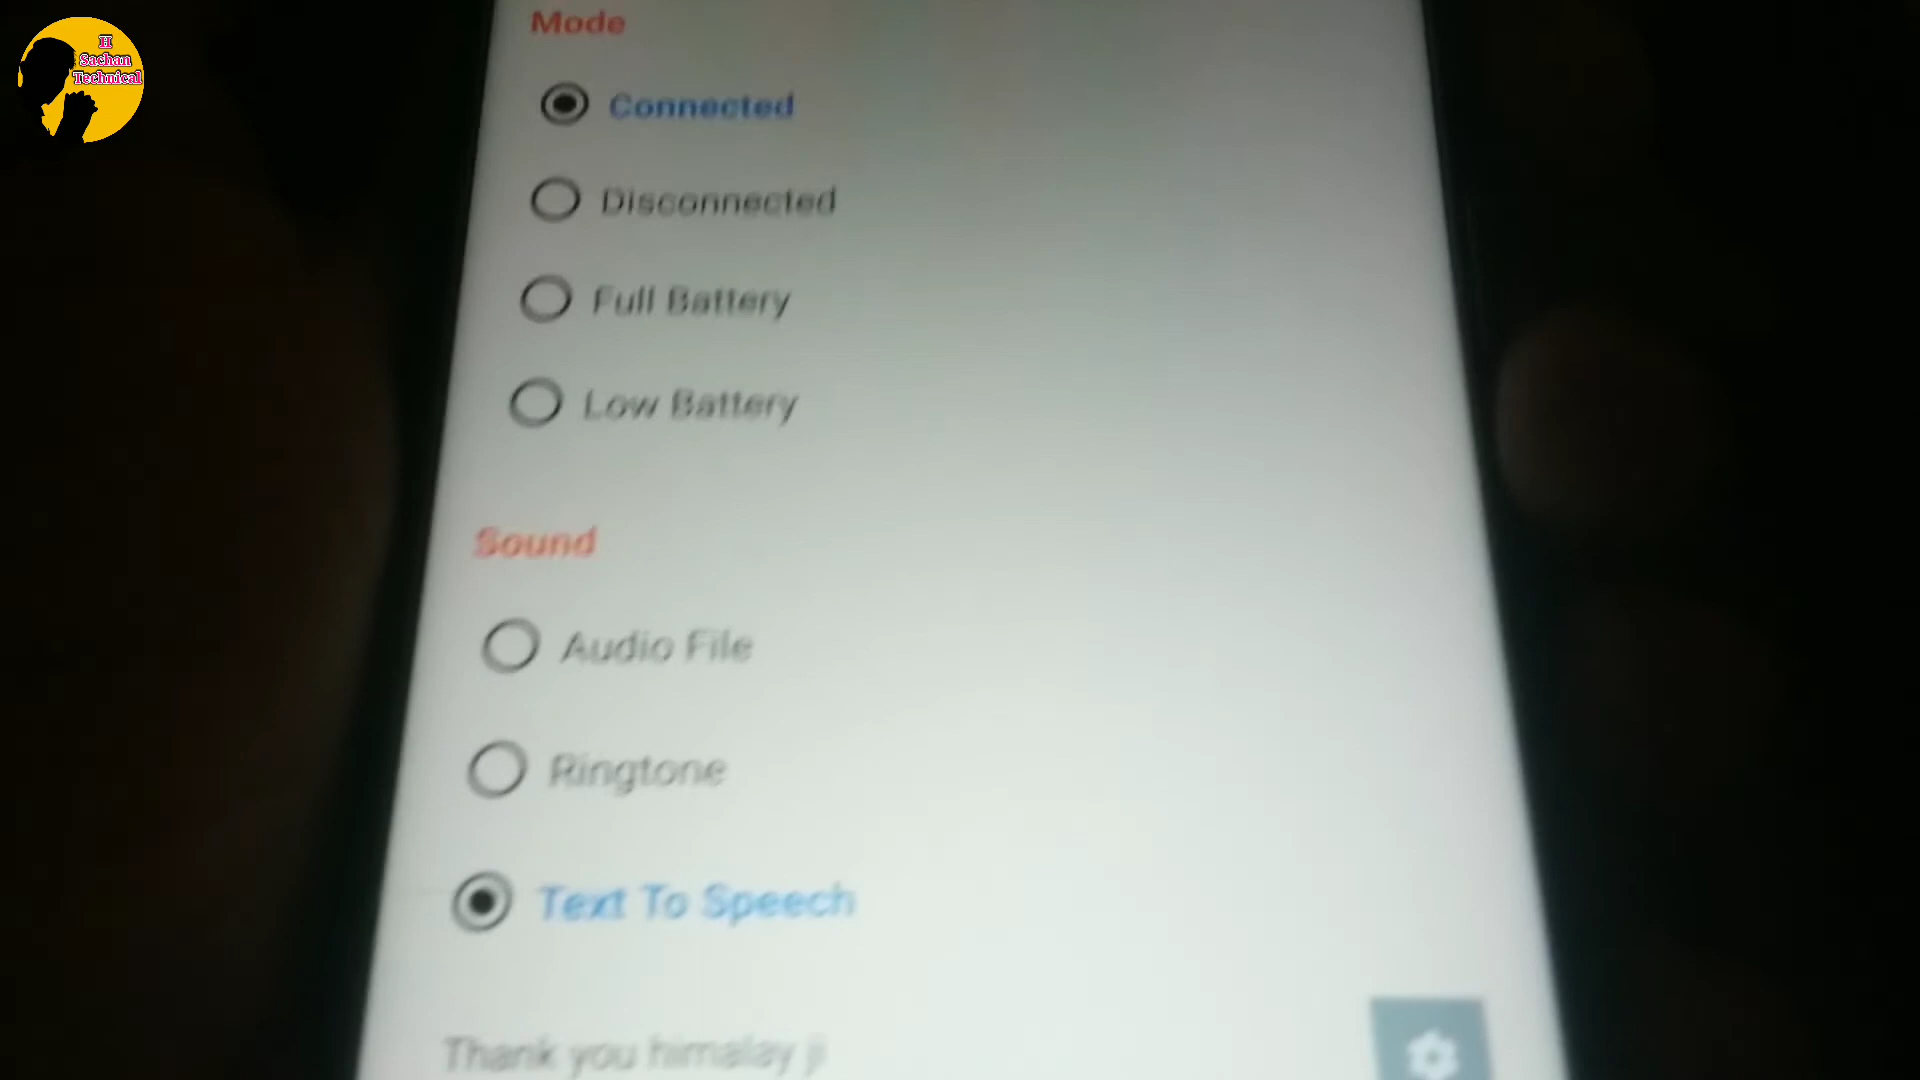 H
Sachan
Technical
Mode
Connected
Disconnected
Full Battery
Low Battery
Sound
Audio File
Ringtone
Text To Speech
Thank you himalay ji